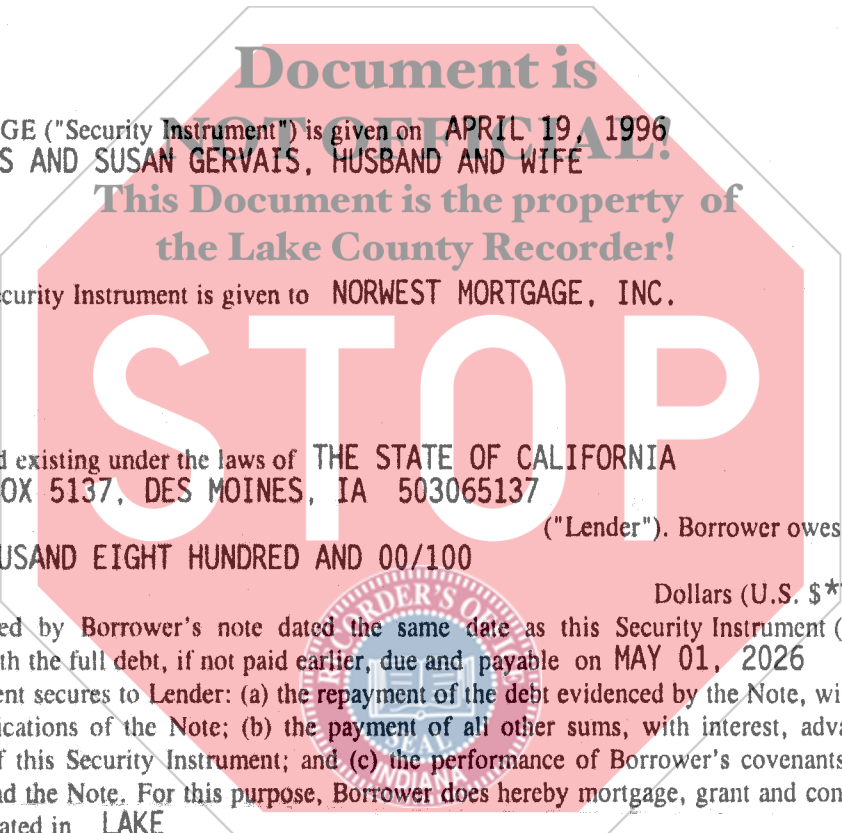 Document is
NOT OFFICIAL!
GE ("Security Instrument") is given on APRIL 19, 1996
S AND SUSAN GERVAIS, HUSBAND AND WIFE
This Document is the property of
the Lake County Recorder!
curity Instrument is given to NORWEST MORTGAGE, INC.
STOP
d existing under the laws of THE STATE OF CALIFORNIA
OX 5137, DES MOINES, IA 503065137
("Lender"). Borrower owes
USAND EIGHT HUNDRED AND 00/100
Dollars (U.S. $*
ed by Borrower's note dated the same date as this Security Instrument (
th the full debt, if not paid earlier, due and payable on MAY 01, 2026
ent secures to Lender: (a) the repayment of the debt evidenced by the Note, wi
ications of the Note; (b) the payment of all other sums, with interest, adva
f this Security Instrument; and (c) the performance of Borrower's covenants
nd the Note. For this purpose, Borrower does hereby mortgage, grant and con
ated in LAKE
RECORDER'S OFFICE
SEAL
INDIANA